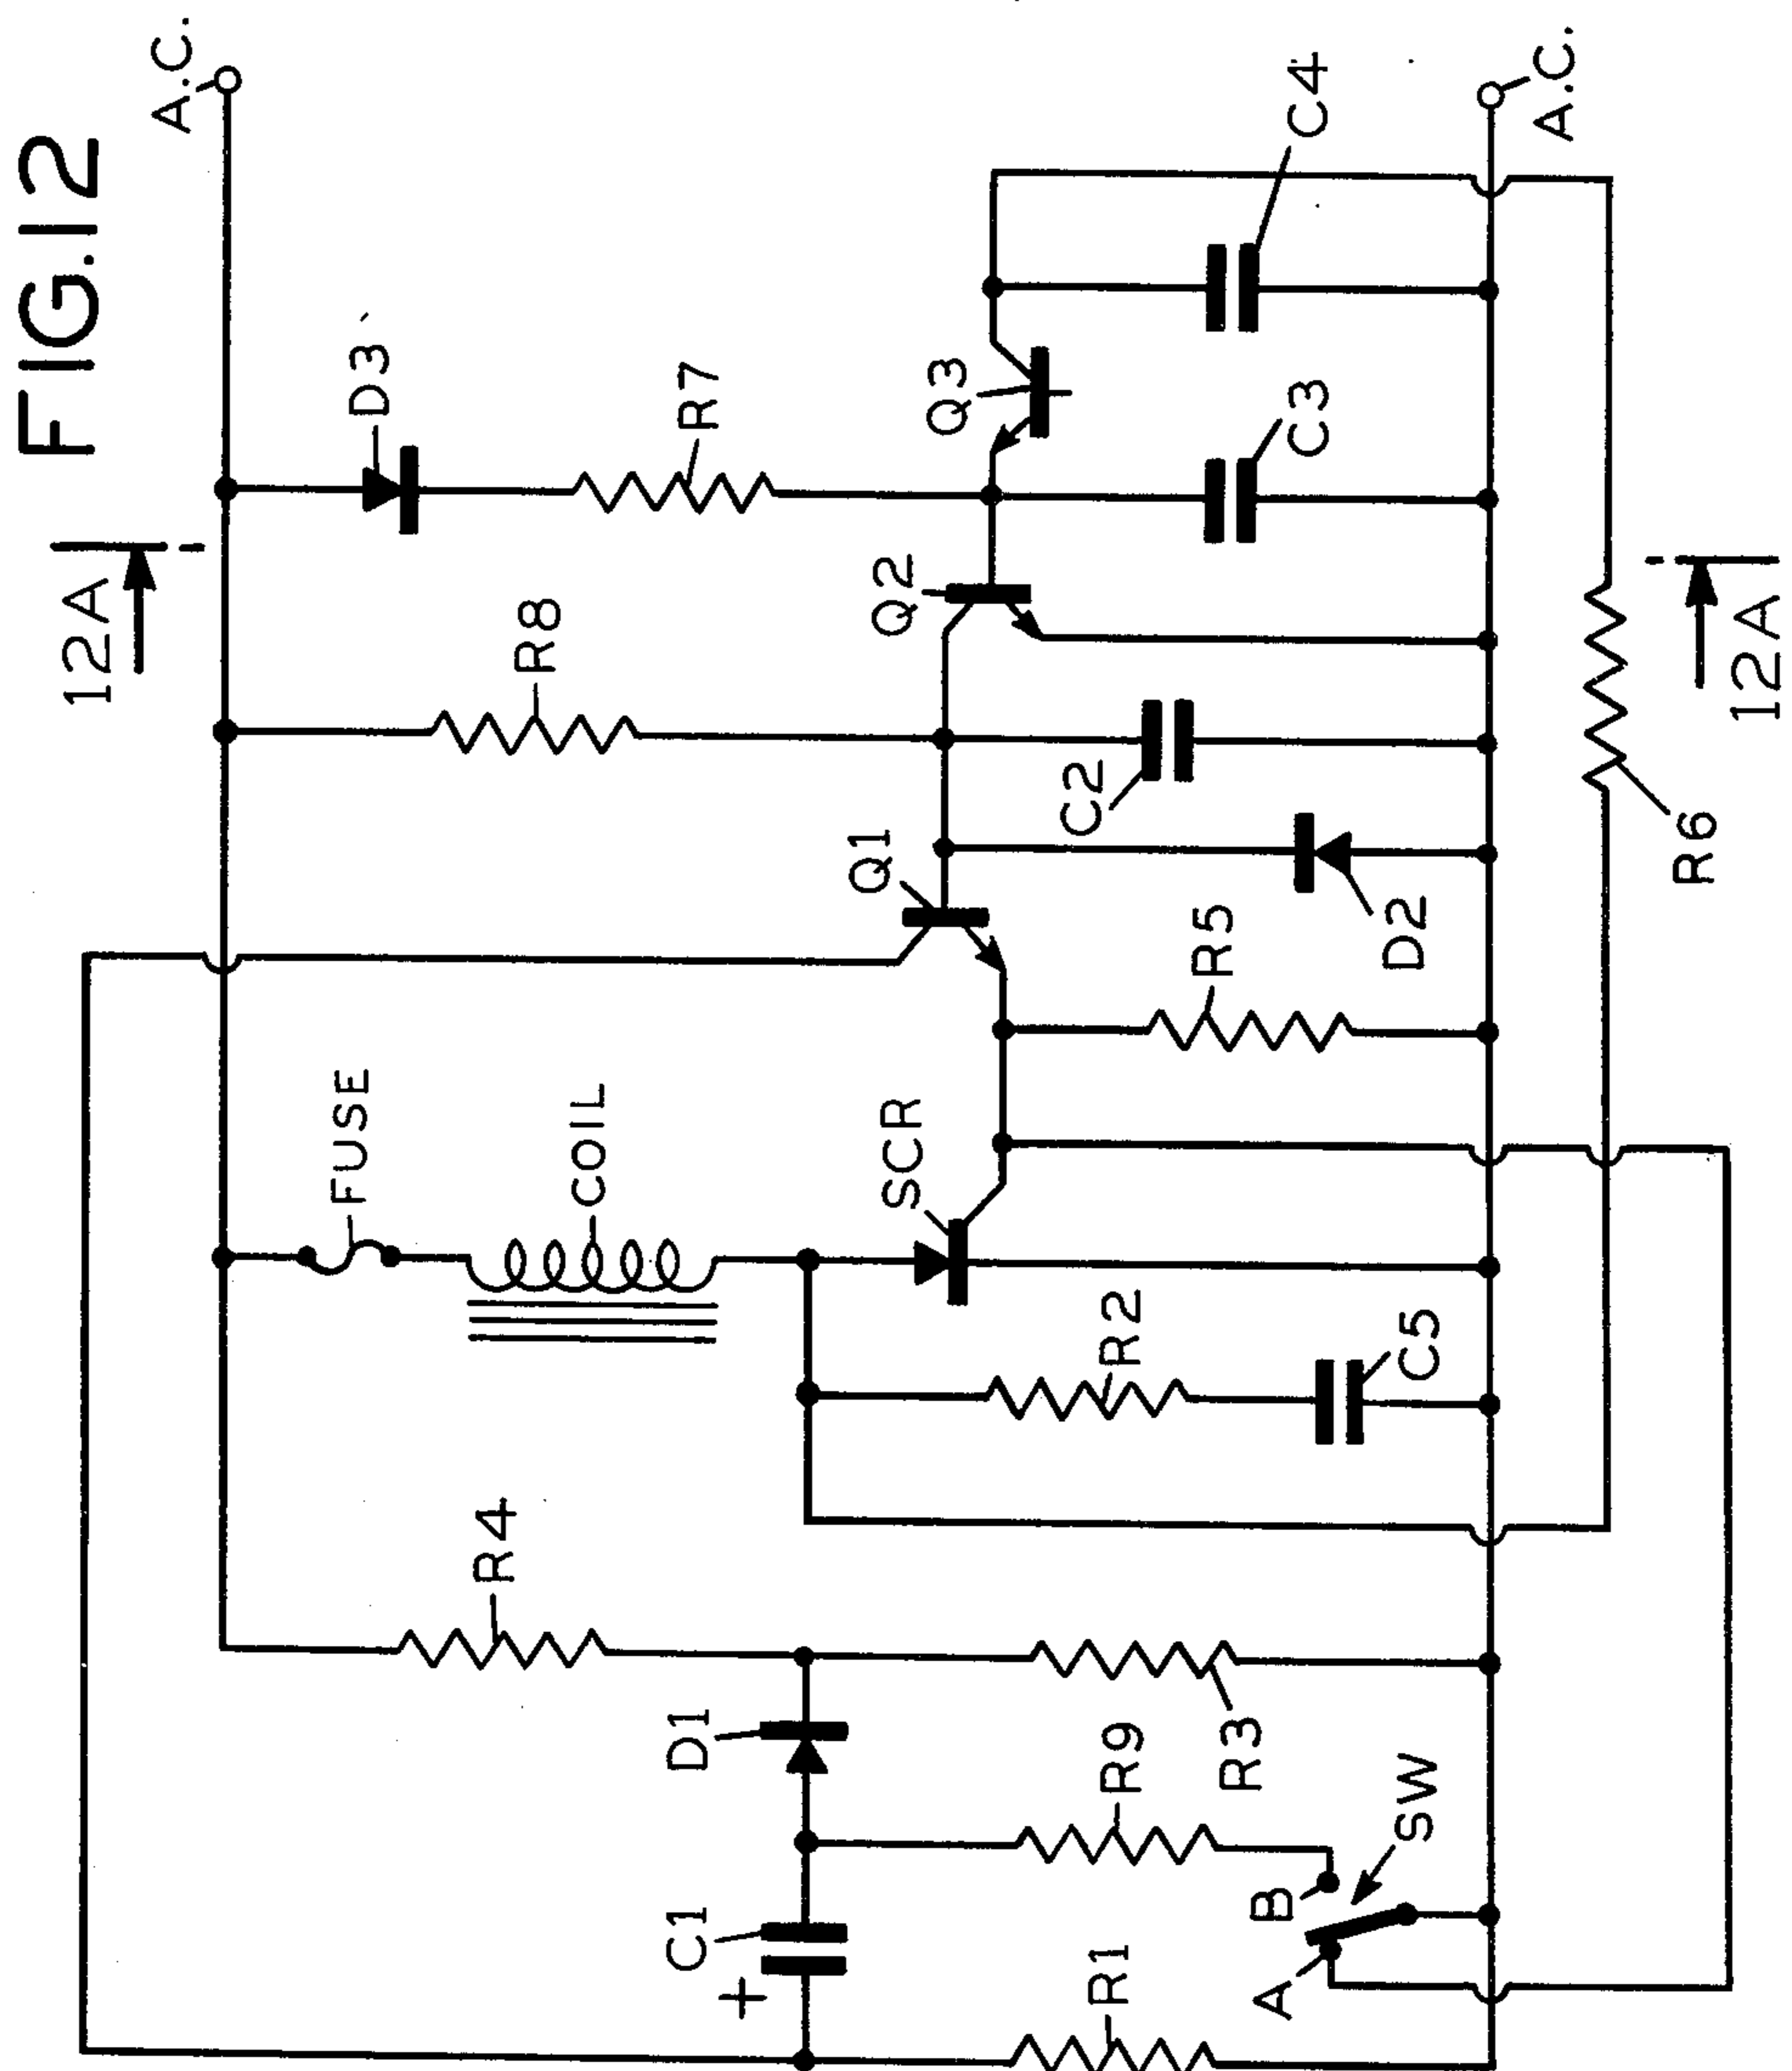 FIG.12
A.C.
12A
D3
R7
R8
Q3
C4
C3
Q2
C2
Q1
D2
R5
R6
12A
A.C.
FUSE
COIL
SCR
R2
C5
R4
D1
R9
R3
C1
+
R1
B
A
SW